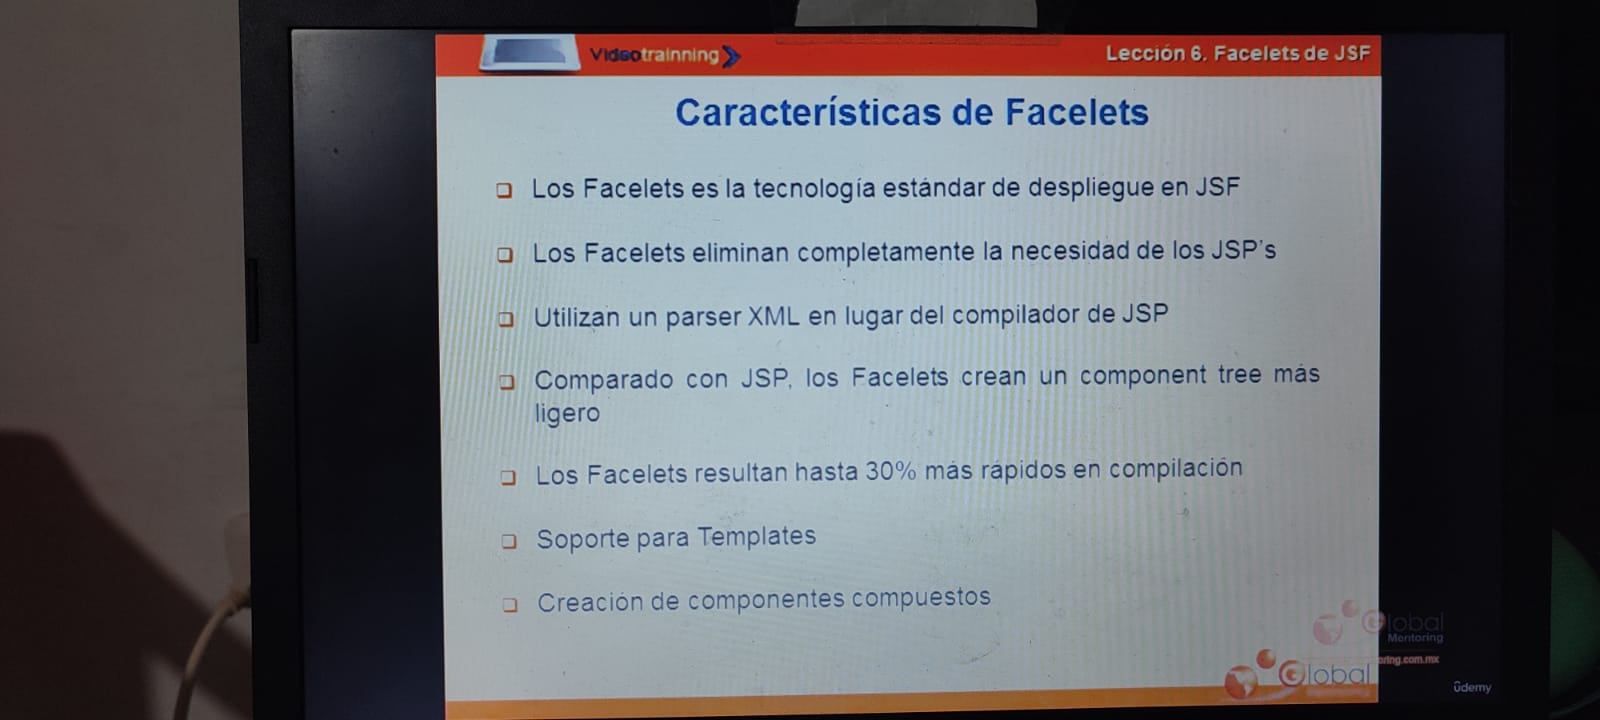 Videotrainning
Lección 6. Facelets de JSF
Características de Facelets
Los Facelets es la tecnología estándar de despliegue en JSF
Los Facelets eliminan completamente la necesidad de los JSP's
Utilizan un parser XML en lugar del compilador de JSP
Comparado con JSP, los Facelets crean un component tree más
ligero
Los Facelets resultan hasta 30% más rápidos en compilación
Soporte para Templates
Creación de componentes compuestos
Global
Mentoring
oring.com.mx
Global
ûdemy